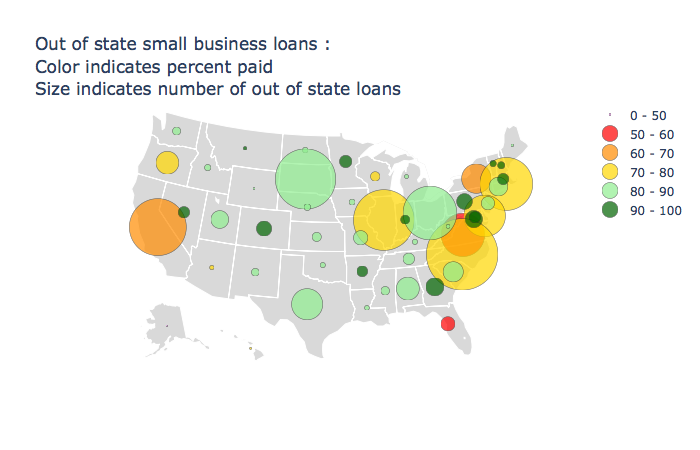 Out of state small business loans :
Color indicates percent paid
Size indicates number of out of state loans
0 - 50
50 - 60
60 - 70
70 - 80
80 - 90
90 - 100